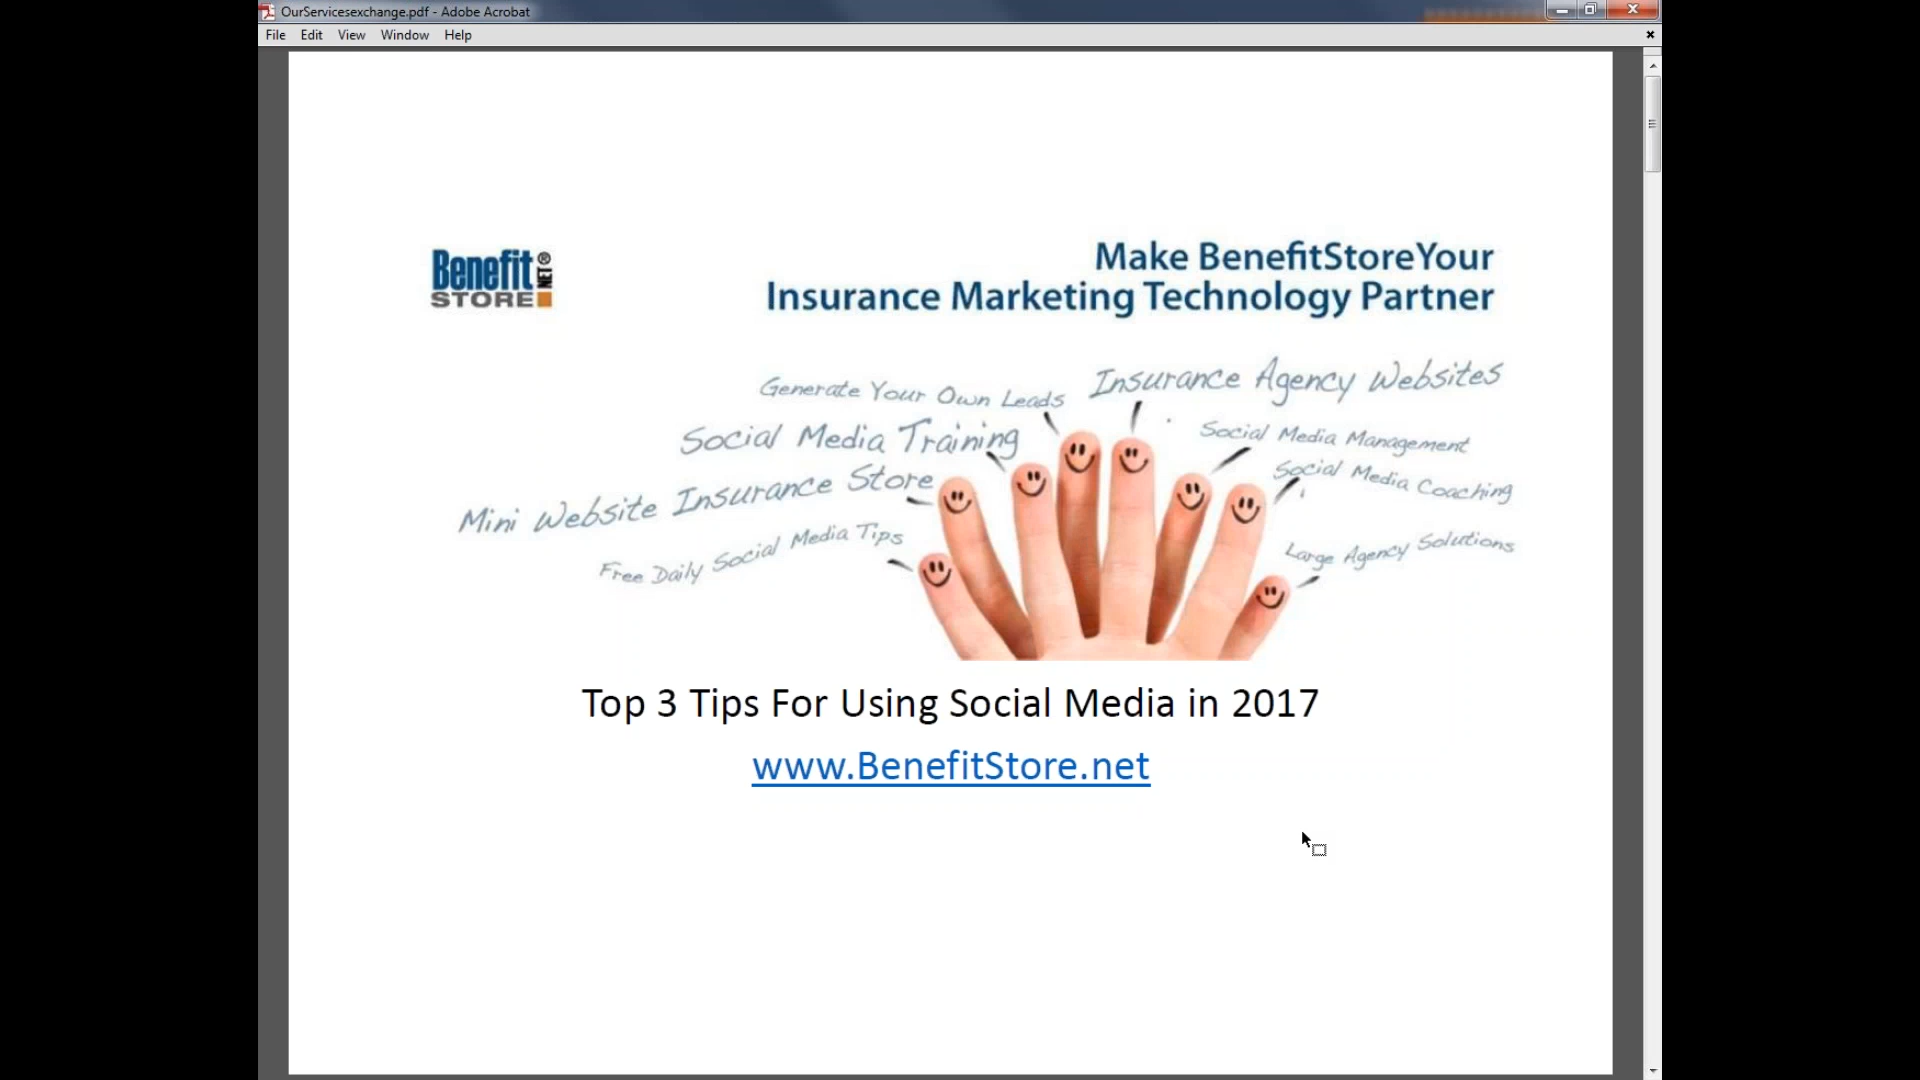 OurServicesexchange.pdf - Adobe Acrobat
File Edit View Window Help
Benefit
STORE
NET®
Make BenefitStoreYour
Insurance Marketing Technology Partner
Generate Your Own Leads
Insurance Agency Websites
Social Media Training
Social Media Management
Mini Website Insurance Store
Social Media Coaching
Free Daily Social Media Tips
Large Agency Solutions
Top 3 Tips For Using Social Media in 2017
www.BenefitStore.net